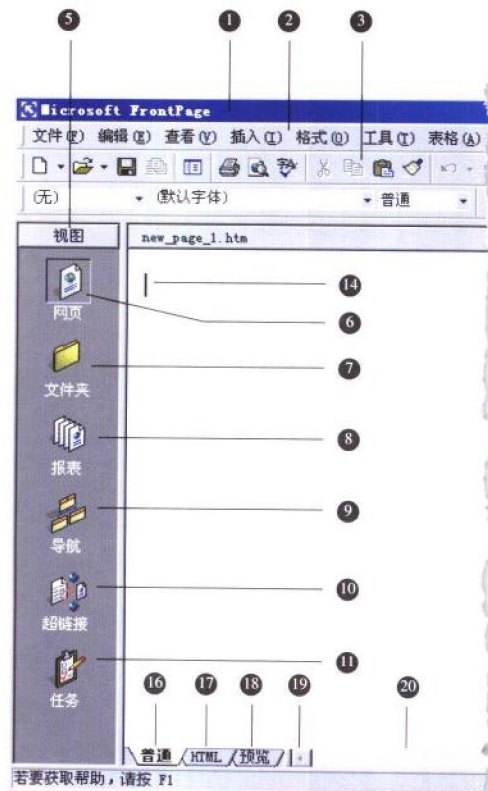 5 1 2 3
Microsoft FrontPage
文件(F) 编辑(E) 查看(V) 插入(I) 格式(O) 工具(T) 表格(A)
(无) (默认字体) 普通
视图 new_page_1.htm
14
网页 6
文件夹 7
报表 8
导航 9
超链接 10
任务 11
16 17 18 19 20
普通 HTML 预览
若要获取帮助，请按 F1